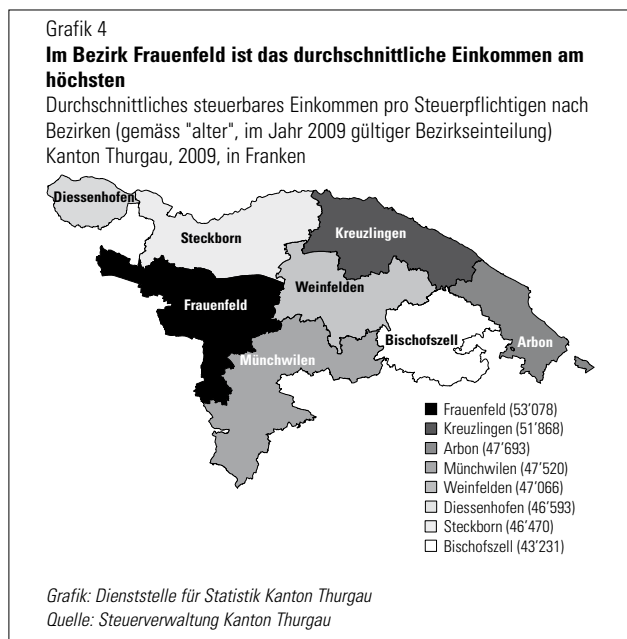 Grafik 4
Im Bezirk Frauenfeld ist das durchschnittliche Einkommen am
höchsten
Durchschnittliches steuerbares Einkommen pro Steuerpflichtigen nach
Bezirken (gemäss "alter", im Jahr 2009 gültiger Bezirkseinteilung)
Kanton Thurgau, 2009, in Franken
Diessenhofen
Steckborn
Kreuzlingen
Weinfelden
Frauenfeld
Bischofszell
Arbon
Münchwilen
Frauenfeld (53’078)
Kreuzlingen (51’868)
Arbon (47’693)
Münchwilen (47’520)
Weinfelden (47’066)
Diessenhofen (46’593)
Steckborn (46’470)
Bischofszell (43’231)
Grafik: Dienststelle für Statistik Kanton Thurgau
Quelle: Steuerverwaltung Kanton Thurgau